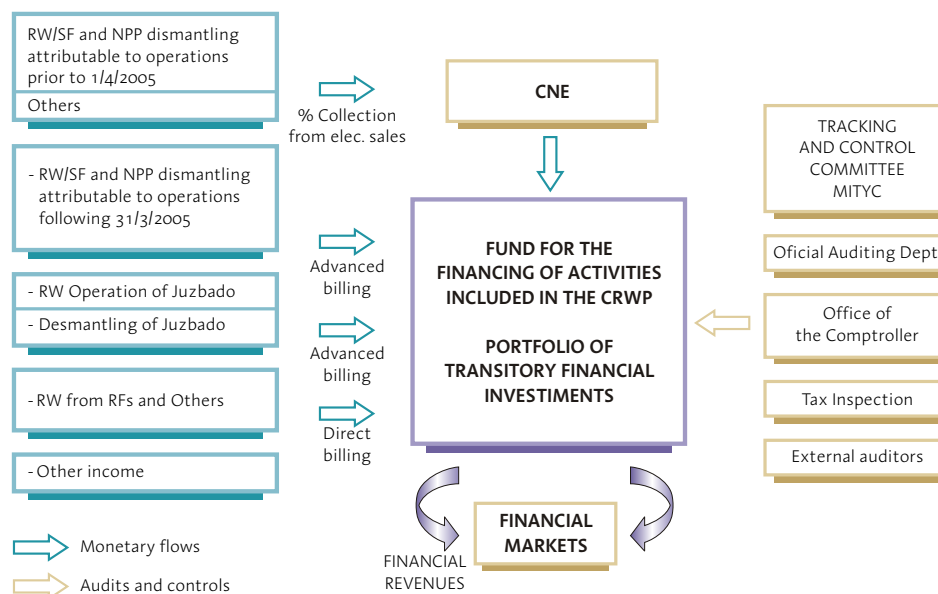 RW/SF and NPP dismantling
attributable to operations
prior to 1/4/2005
Others
- RW/SF and NPP dismantling
attributable to operations
following 31/3/2005
- RW Operation of Juzbado
- Desmantling of Juzbado
- RW from RFs and Others
- Other income
% Collection
from elec. sales
Advanced
billing
Advanced
billing
Direct
billing
CNE
FUND FOR THE
FINANCING OF ACTIVITIES
INCLUDED IN THE CRWP
PORTFOLIO OF
TRANSITORY FINANCIAL
INVESTIMENTS
FINANCIAL
MARKETS
FINANCIAL
REVENUES
TRACKING
AND CONTROL
COMMITTEE
MITYC
Oficial Auditing Dept
Office of
the Comptroller
Tax Inspection
External auditors
Monetary flows
Audits and controls